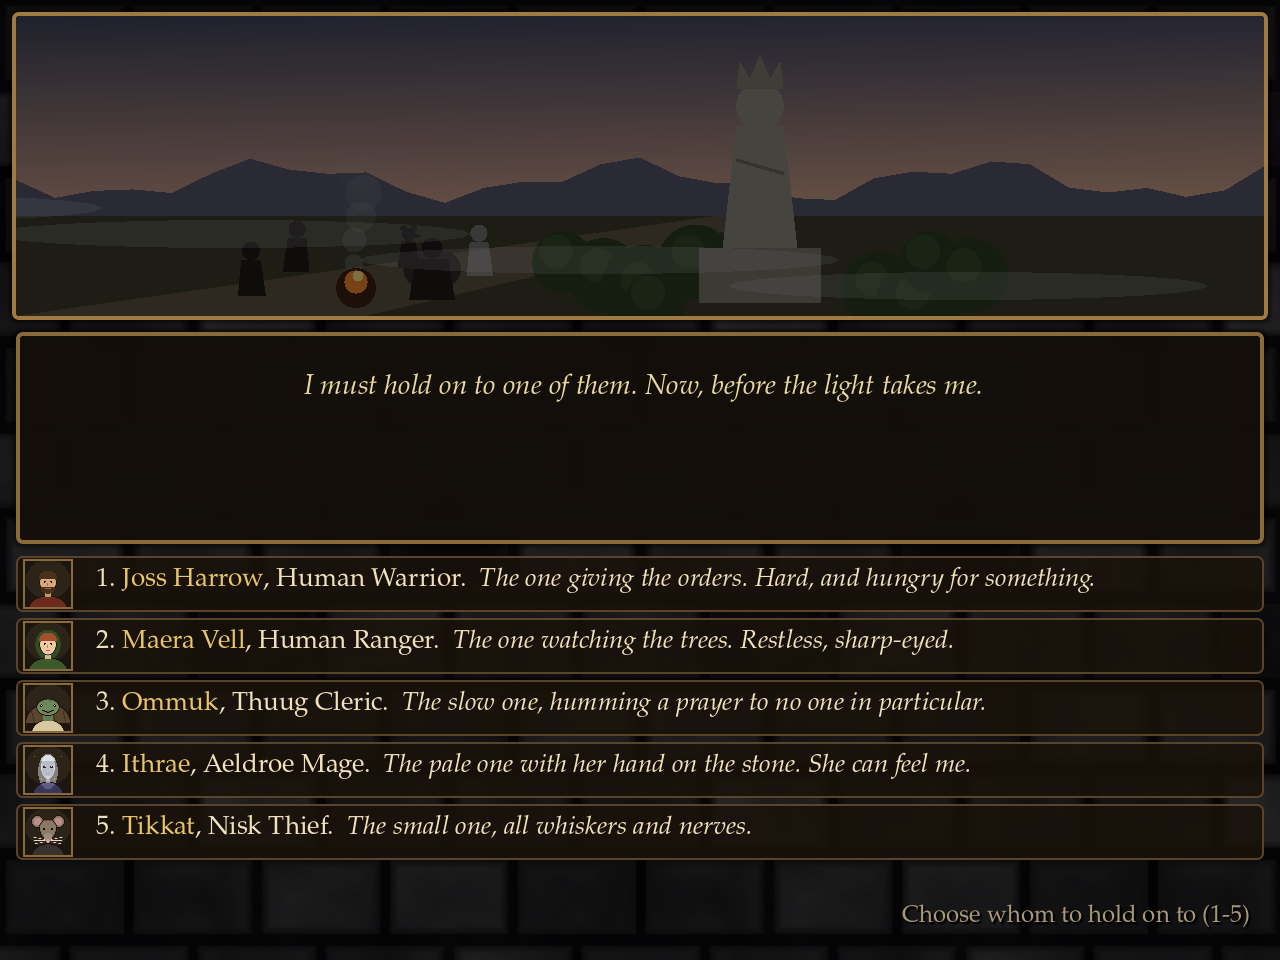 I must hold on to one of them. Now, before the light takes me.
1. Joss Harrow, Human Warrior. The one giving the orders. Hard, and hungry for something.
2. Maera Vell, Human Ranger. The one watching the trees. Restless, sharp-eyed.
3. Ommuk, Thuug Cleric. The slow one, humming a prayer to no one in particular.
4. Ithrae, Aeldroe Mage. The pale one with her hand on the stone. She can feel me.
5. Tikkat, Nisk Thief. The small one, all whiskers and nerves.
Choose whom to hold on to (1-5)